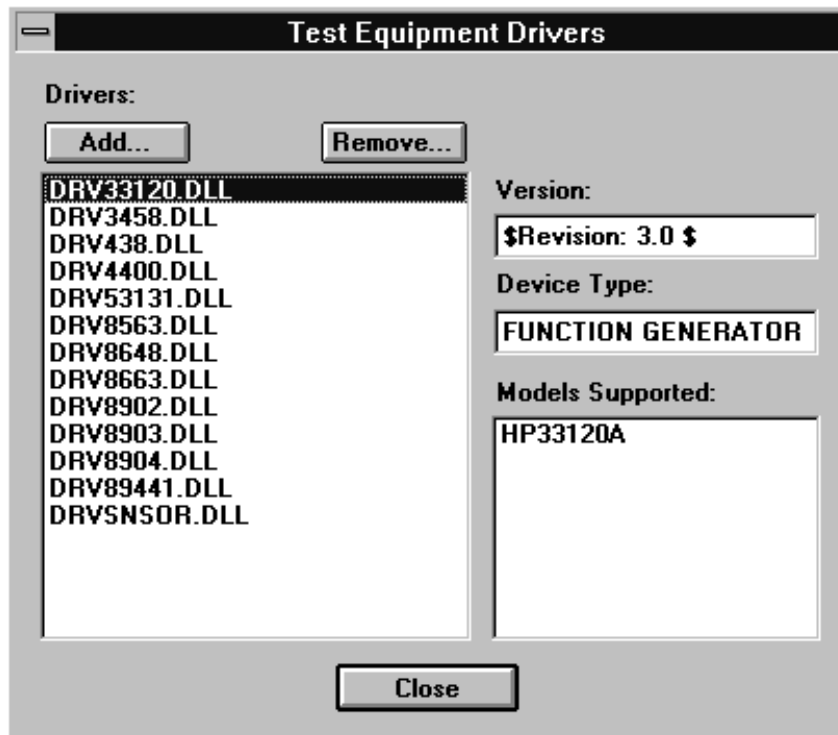 Test Equipment Drivers
Drivers:
Add...
Remove...
DRV33120.DLL
DRV3458.DLL
DRV438.DLL
DRV4400.DLL
DRV53131.DLL
DRV8563.DLL
DRV8648.DLL
DRV8663.DLL
DRV8902.DLL
DRV8903.DLL
DRV8904.DLL
DRV89441.DLL
DRVSNSOR.DLL
Version:
$Revision: 3.0 $
Device Type:
FUNCTION GENERATOR
Models Supported:
HP33120A
Close